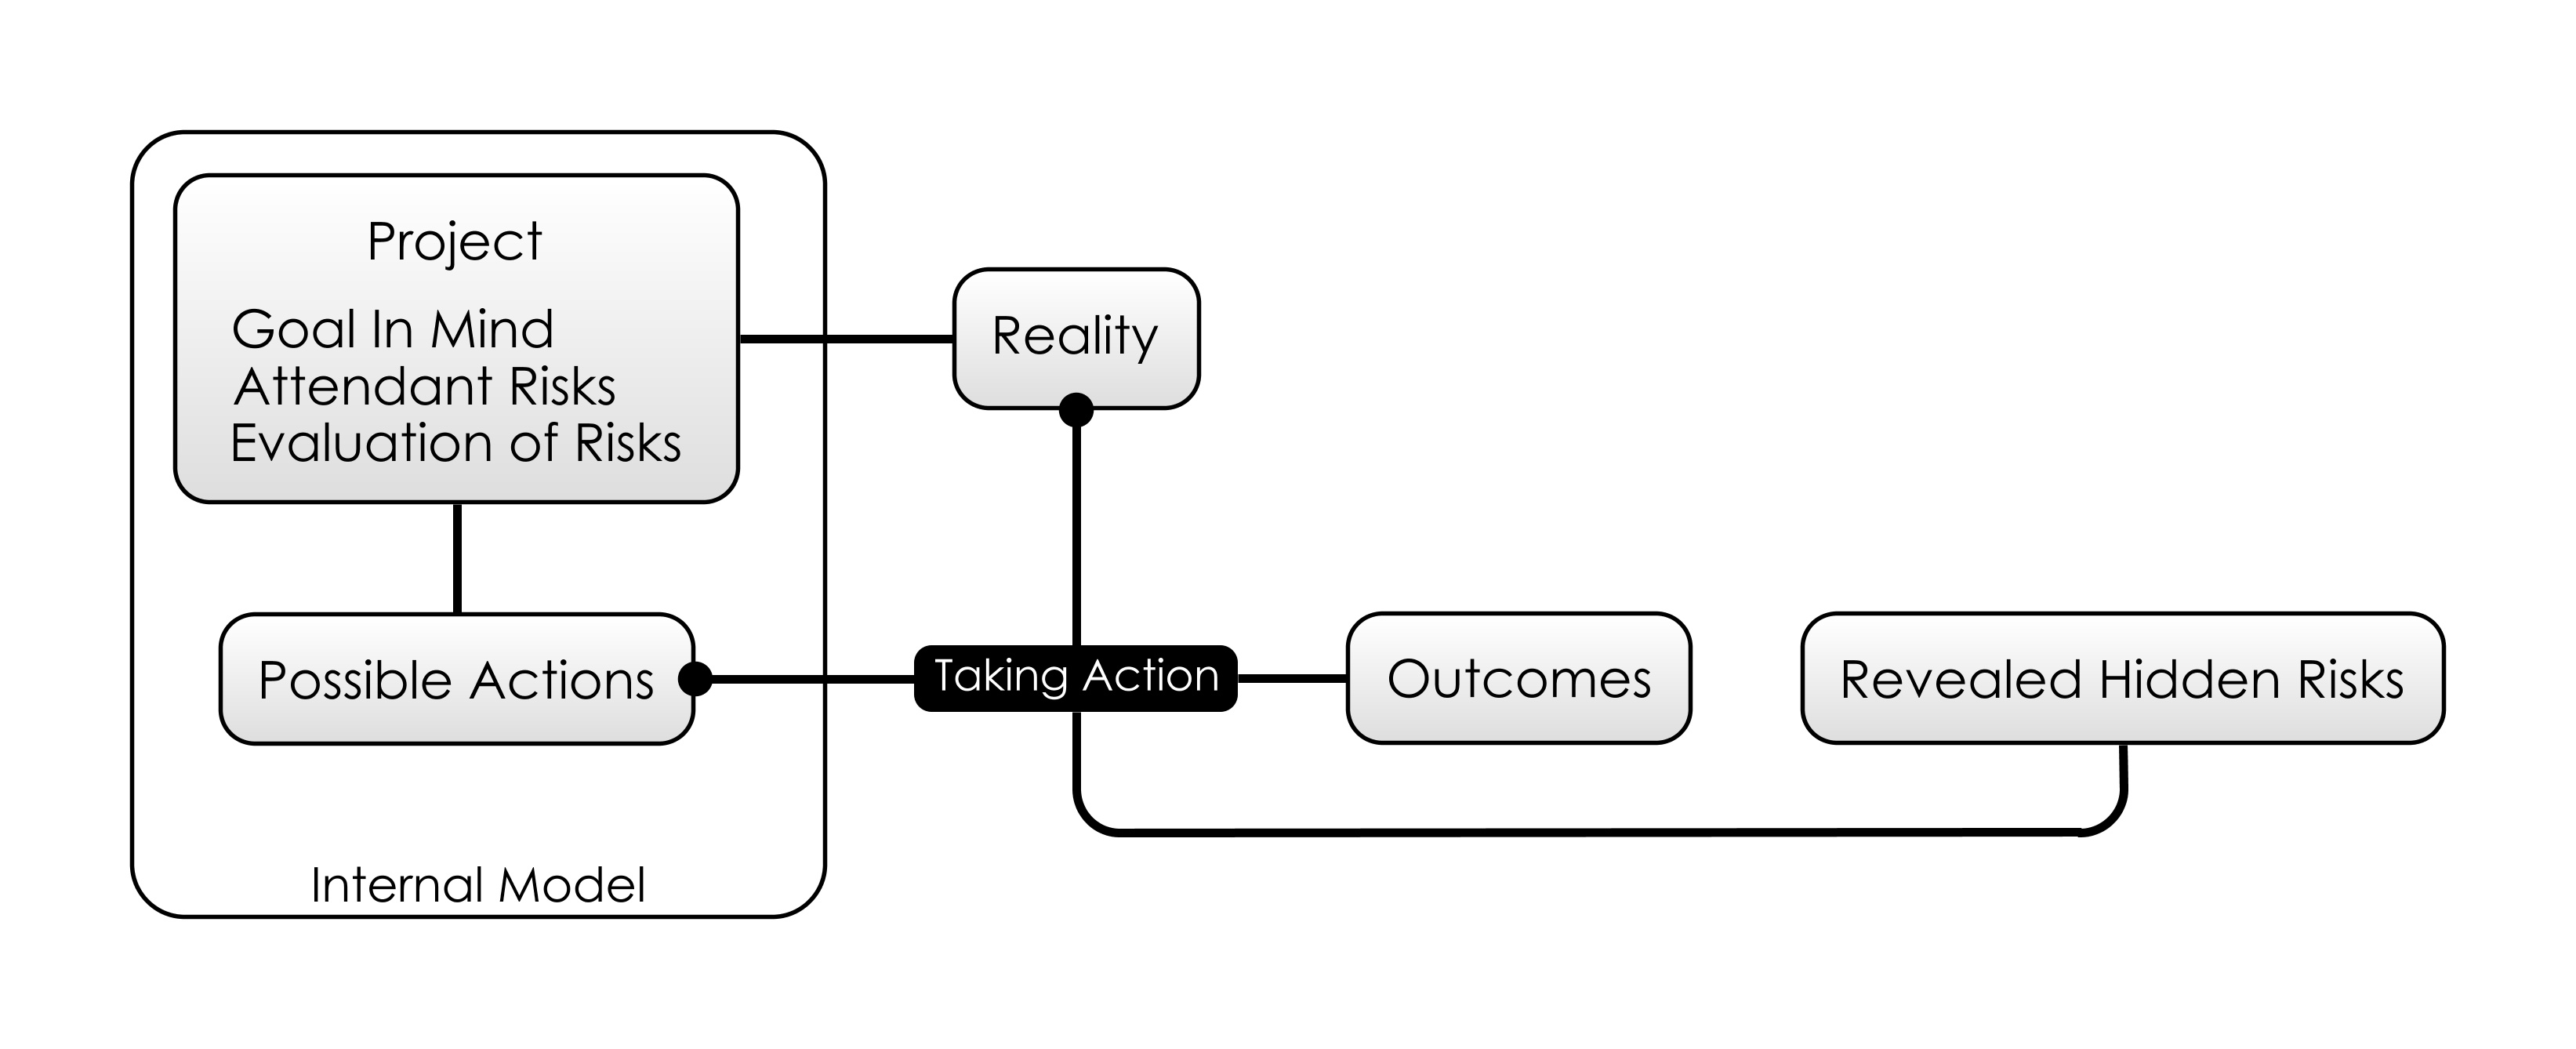 Project
Goal In Mind
Attendant Risks
Evaluation of Risks
Reality
Possible Actions
Taking Action
Outcomes
Revealed Hidden Risks
Internal Model